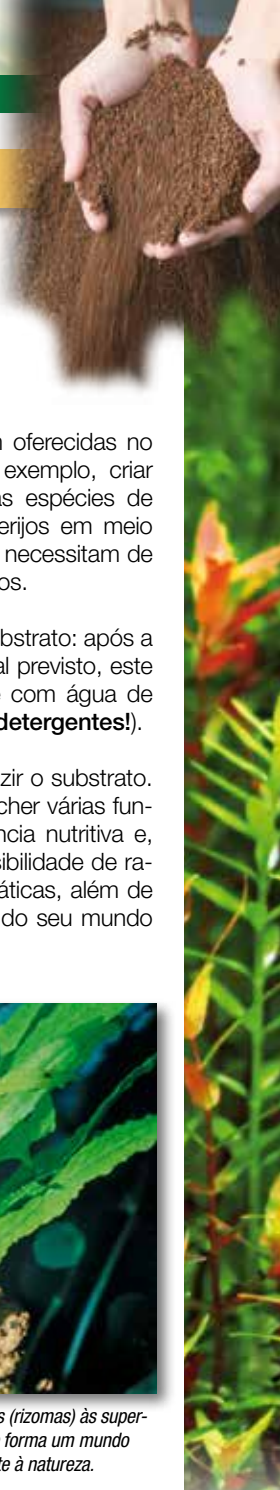 oferecidas no
exemplo, criar
espécies de
erijos em meio
necessitam de
os.
bstrato: após a
al previsto, este
com água de
detergentes!).
zir o substrato.
cher várias fun-
ncia nutritiva e,
sibilidade de ra-
áticas, além de
do seu mundo
s (rizomas) às super-
forma um mundo
te à natureza.